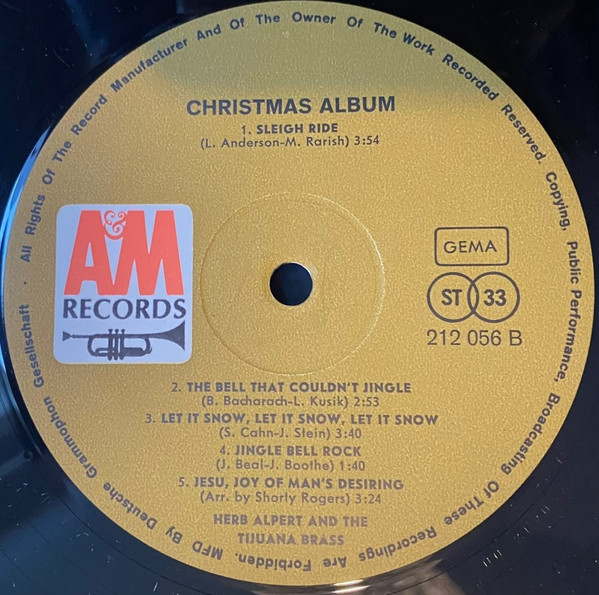 All Rights Of The Record Manufacturer And Of The Owner Of The Work Recorded Reserved. Copying, Public Performance, Broadcasting Of These Recordings Are Forbidden. MFD By Deutsche Grammophon Gesellschaft ·
CHRISTMAS ALBUM
1. SLEIGH RIDE
(L. Anderson-M. Rarish) 3:54
A&M
RECORDS
GEMA
ST 33
212 056 B
2. THE BELL THAT COULDN'T JINGLE
(B. Bacharach-L. Kusik) 2:53
3. LET IT SNOW, LET IT SNOW, LET IT SNOW
(S. Cahn-J. Stein) 3:40
4. JINGLE BELL ROCK
(J. Beal-J. Boothe) 1:40
5. JESU, JOY OF MAN'S DESIRING
(Arr. by Shorly Rogers) 3:24
HERB ALPERT AND THE
TIJUANA BRASS